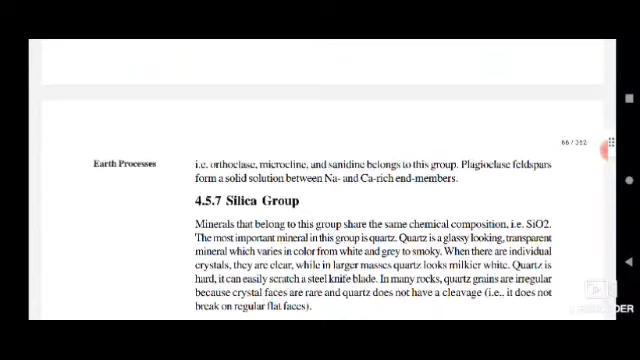 66 / 352
Earth Processes
i.e. orthoclase, microcline, and sanidine belongs to this group. Plagioclase feldspars
form a solid solution between Na- and Ca-rich end-members.
4.5.7 Silica Group
Minerals that belong to this group share the same chemical composition, i.e. SiO2.
The most important mineral in this group is quartz. Quartz is a glassy looking, transparent
mineral which varies in color from white and grey to smoky. When there are individual
crystals, they are clear, while in larger masses quartz looks milkier white. Quartz is
hard, it can easily scratch a steel knife blade. In many rocks, quartz grains are irregular
because crystal faces are rare and quartz does not have a cleavage (i.e., it does not
break on regular flat faces).